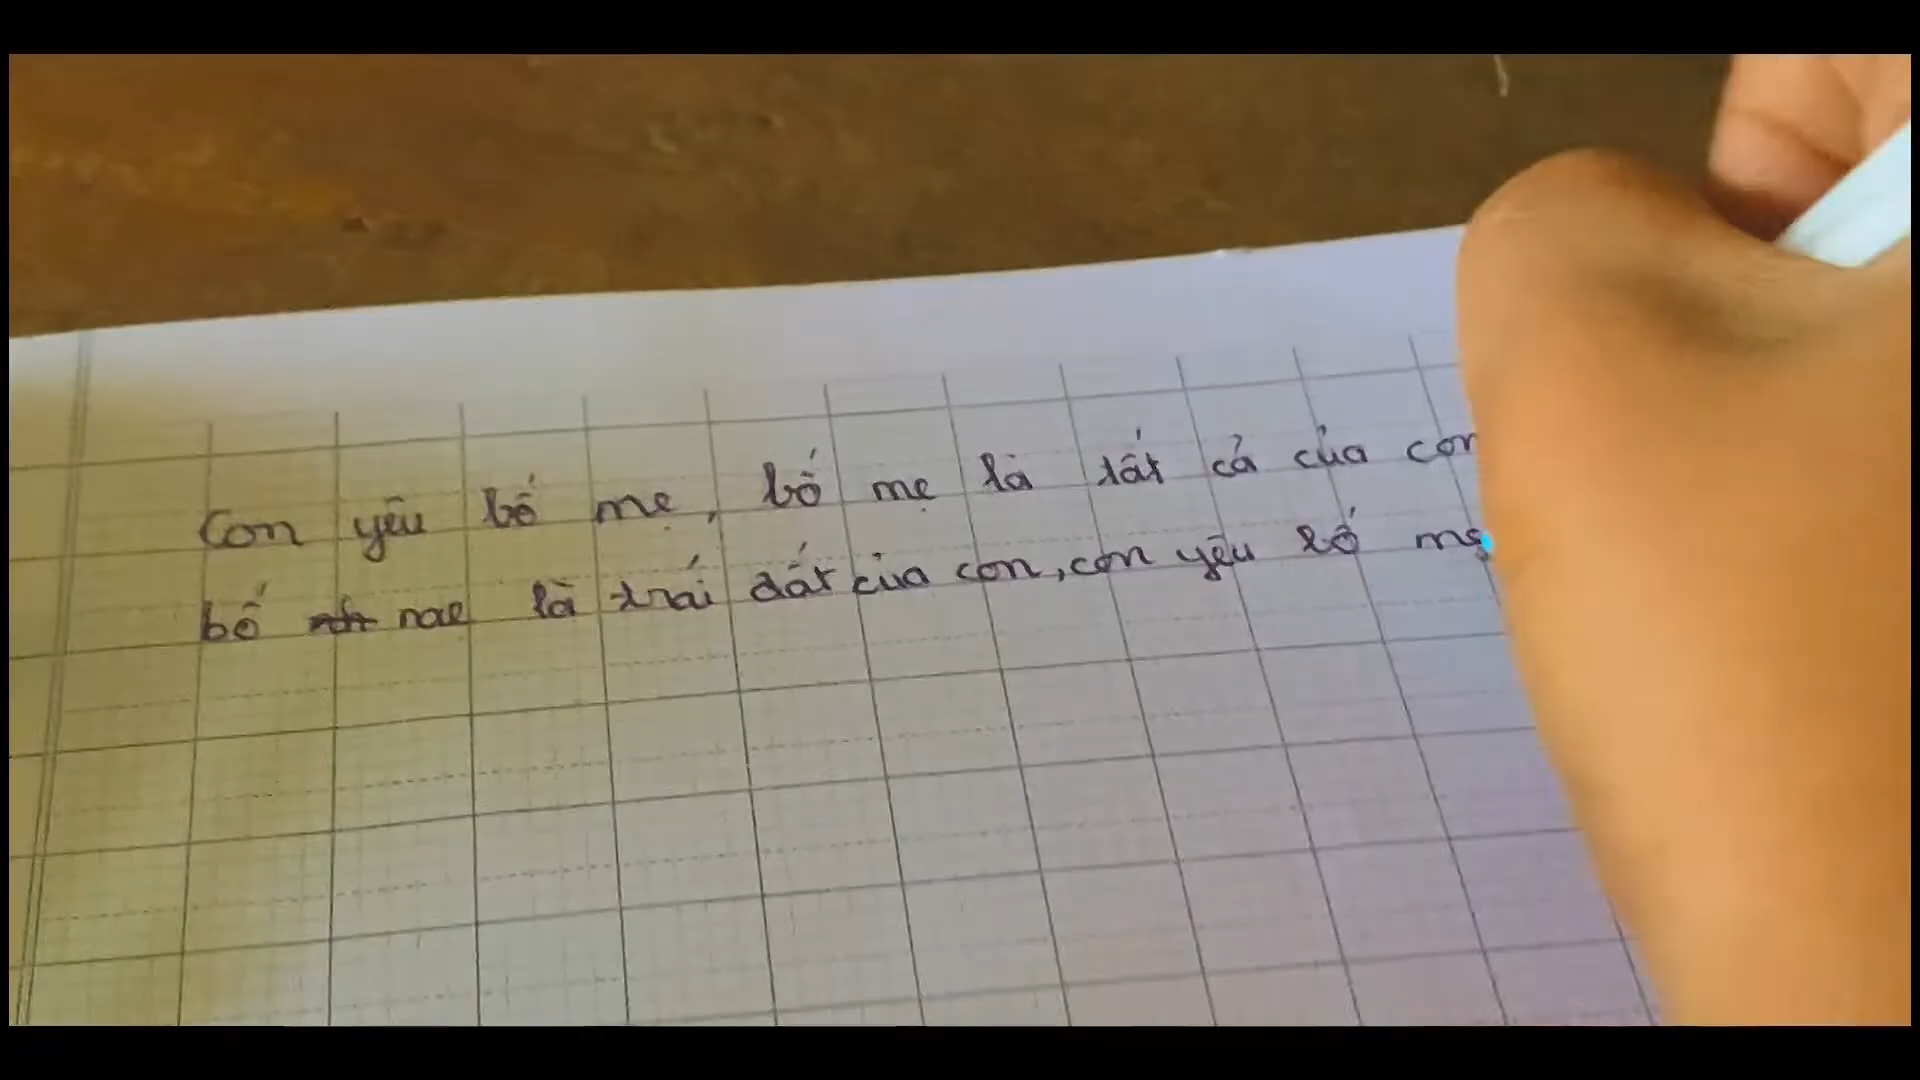 Con yêu bố mẹ, bố mẹ là tất cả của con
bố mẹ là trái đất của con, con yêu bố mẹ